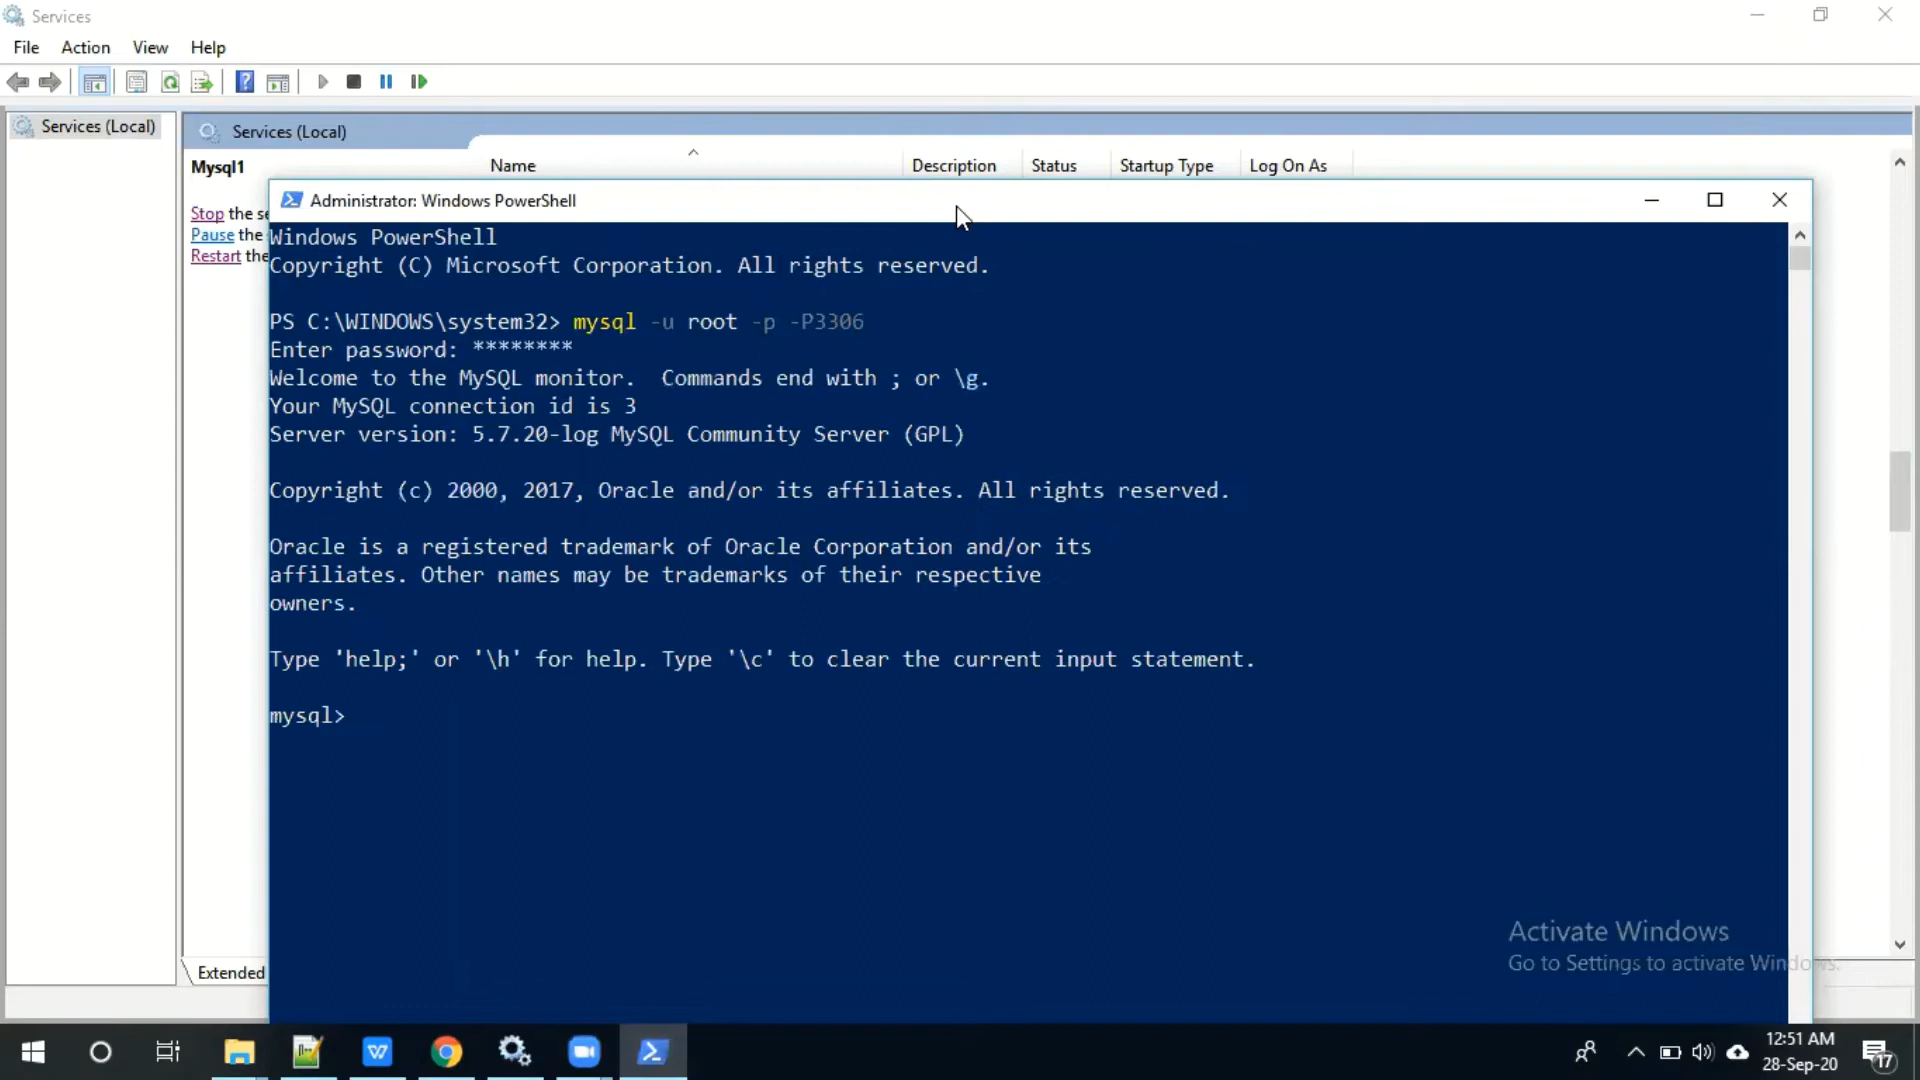 Services
File Action View Help
Services (Local)
Services (Local)
Mysql1
Name Description Status Startup Type Log On As
Stop the se
Pause the
Restart the
Administrator: Windows PowerShell
Windows PowerShell
Copyright (C) Microsoft Corporation. All rights reserved.
PS C:\WINDOWS\system32> mysql -u root -p -P3306
Enter password: ********
Welcome to the MySQL monitor.  Commands end with ; or \g.
Your MySQL connection id is 3
Server version: 5.7.20-log MySQL Community Server (GPL)
Copyright (c) 2000, 2017, Oracle and/or its affiliates. All rights reserved.
Oracle is a registered trademark of Oracle Corporation and/or its
affiliates. Other names may be trademarks of their respective
owners.
Type 'help;' or '\h' for help. Type '\c' to clear the current input statement.
mysql>
Activate Windows
Go to Settings to activate Windows.
Extended
12:51 AM
28-Sep-20
17